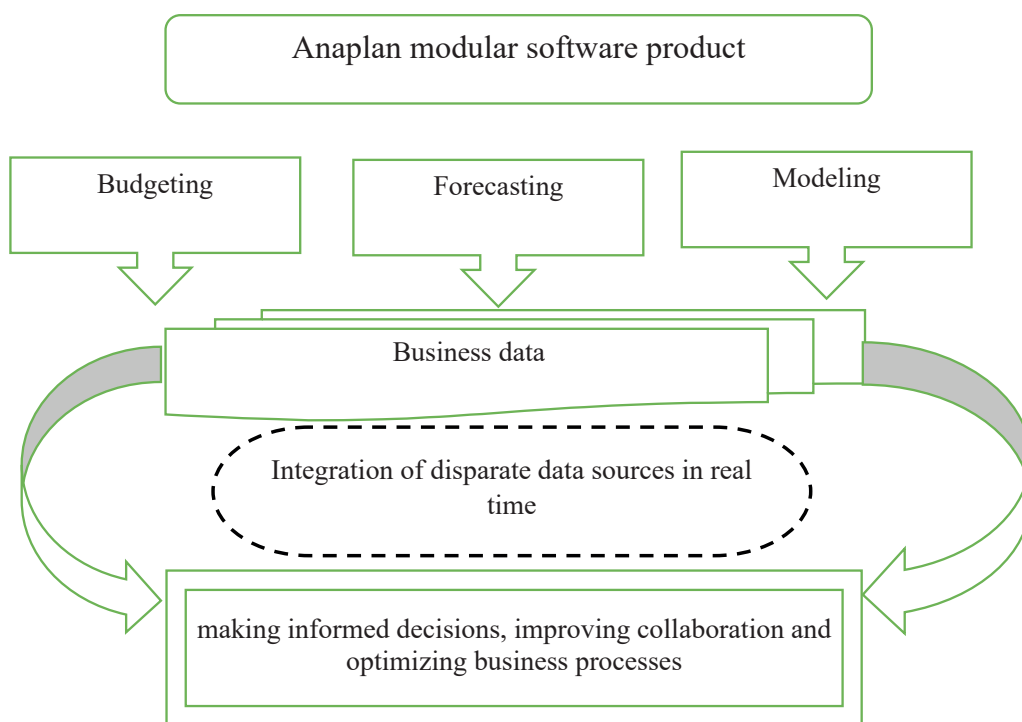 Anaplan modular software product
Budgeting
Forecasting
Modeling
Business data
Integration of disparate data sources in real
time
making informed decisions, improving collaboration and
optimizing business processes